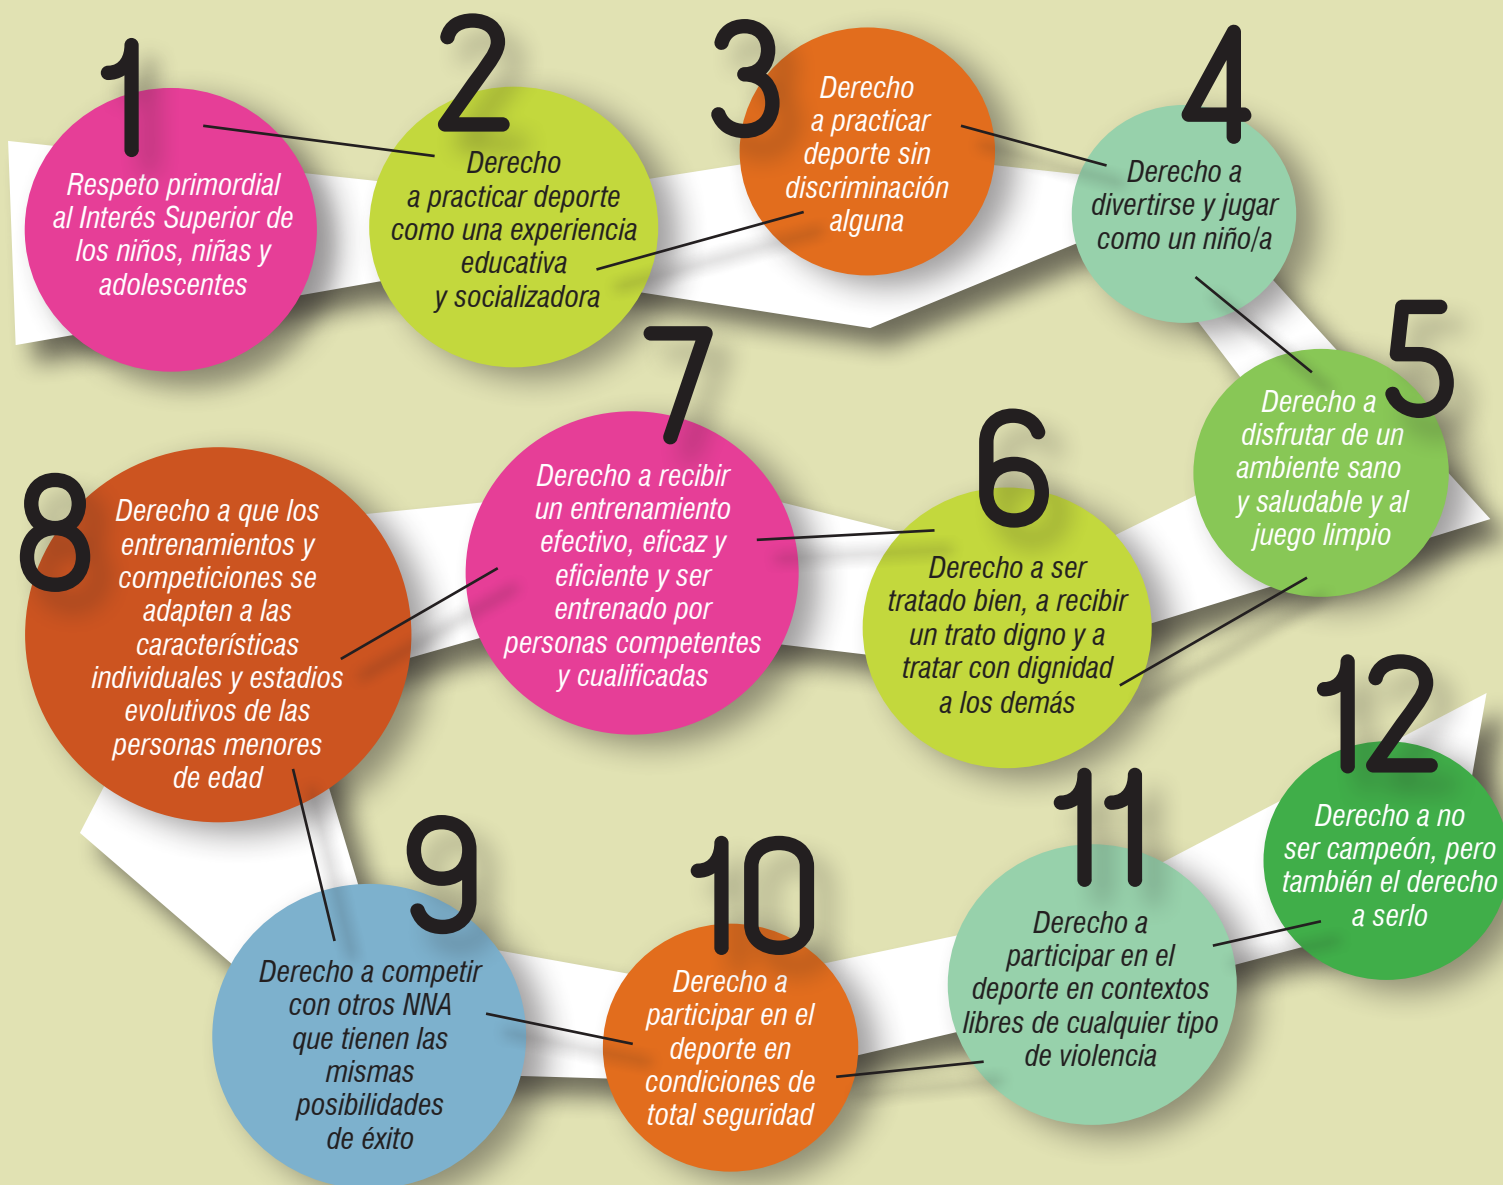 1
Respeto primordial
al Interés Superior de
los niños, niñas y
adolescentes
2
Derecho
a practicar deporte
como una experiencia
educativa
y socializadora
3
Derecho
a practicar
deporte sin
discriminación
alguna
4
Derecho a
divertirse y jugar
como un niño/a
5
Derecho a
disfrutar de un
ambiente sano
y saludable y al
juego limpio
6
Derecho a ser
tratado bien, a recibir
un trato digno y a
tratar con dignidad
a los demás
7
Derecho a recibir
un entrenamiento
efectivo, eficaz y
eficiente y ser
entrenado por
personas competentes
y cualificadas
8
Derecho a que los
entrenamientos y
competiciones se
adapten a las
características
individuales y estadios
evolutivos de las
personas menores
de edad
9
Derecho a competir
con otros NNA
que tienen las
mismas
posibilidades
de éxito
10
Derecho a
participar en el
deporte en
condiciones de
total seguridad
11
Derecho a
participar en el
deporte en contextos
libres de cualquier tipo
de violencia
12
Derecho a no
ser campeón, pero
también el derecho
a serlo